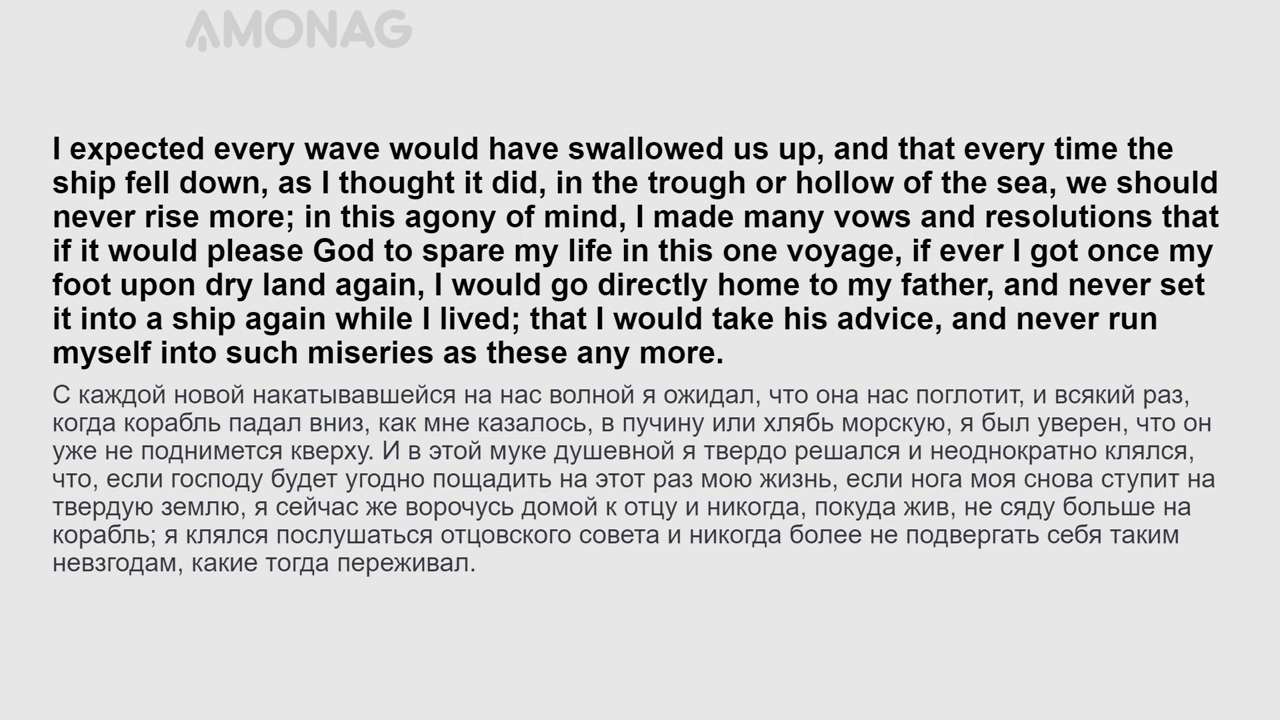 AMONAG
I expected every wave would have swallowed us up, and that every time the
ship fell down, as I thought it did, in the trough or hollow of the sea, we should
never rise more; in this agony of mind, I made many vows and resolutions that
if it would please God to spare my life in this one voyage, if ever I got once my
foot upon dry land again, I would go directly home to my father, and never set
it into a ship again while I lived; that I would take his advice, and never run
myself into such miseries as these any more.
С каждой новой накатывавшейся на нас волной я ожидал, что она нас поглотит, и всякий раз,
когда корабль падал вниз, как мне казалось, в пучину или хлябь морскую, я был уверен, что он
уже не поднимется кверху. И в этой муке душевной я твердо решался и неоднократно клялся,
что, если господу будет угодно пощадить на этот раз мою жизнь, если нога моя снова ступит на
твердую землю, я сейчас же ворочусь домой к отцу и никогда, покуда жив, не сяду больше на
корабль; я клялся послушаться отцовского совета и никогда более не подвергать себя таким
невзгодам, какие тогда переживал.